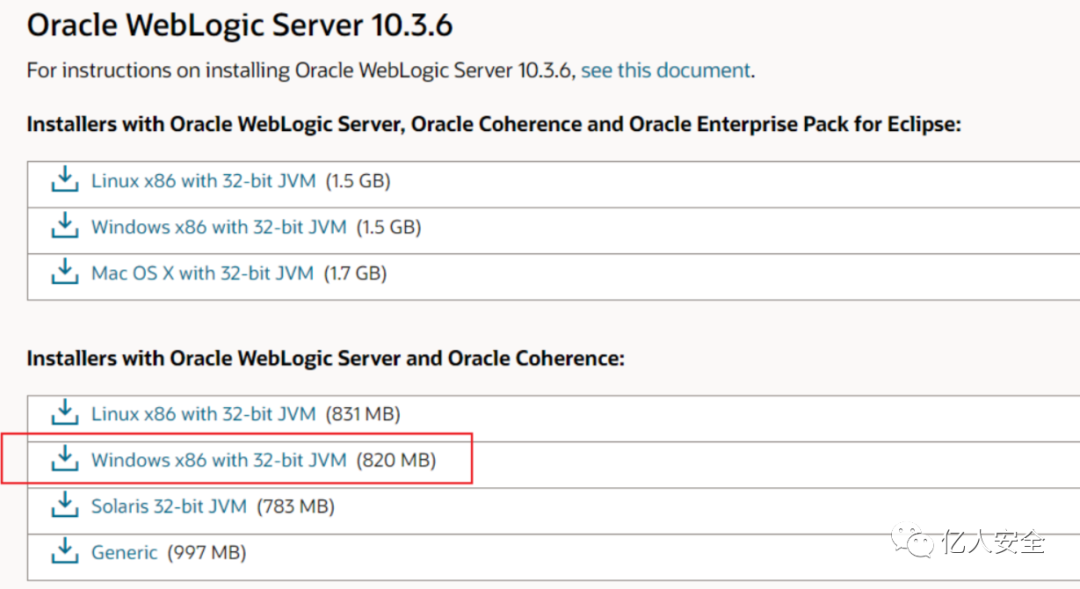 Oracle WebLogic Server 10.3.6
For instructions on installing Oracle WebLogic Server 10.3.6, see this document.
Installers with Oracle WebLogic Server, Oracle Coherence and Oracle Enterprise Pack for Eclipse:
Linux x86 with 32-bit JVM (1.5 GB)
Windows x86 with 32-bit JVM (1.5 GB)
Mac OS X with 32-bit JVM (1.7 GB)
Installers with Oracle WebLogic Server and Oracle Coherence:
Linux x86 with 32-bit JVM (831 MB)
Windows x86 with 32-bit JVM (820 MB)
Solaris 32-bit JVM (783 MB)
Generic (997 MB)
亿人安全